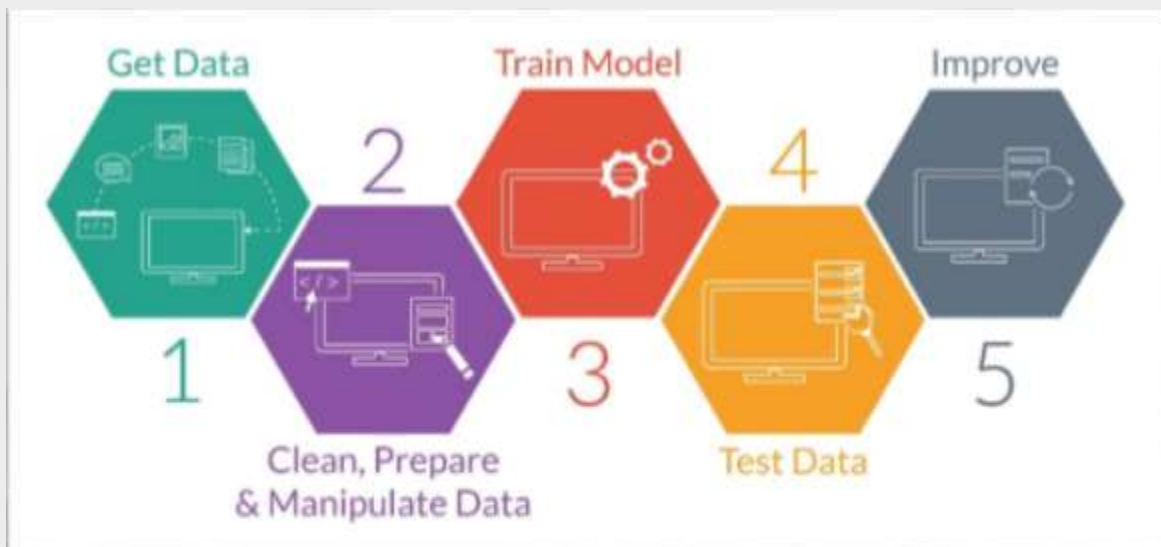 Get Data
1
2
Clean, Prepare
& Manipulate Data
Train Model
3
4
Test Data
Improve
5